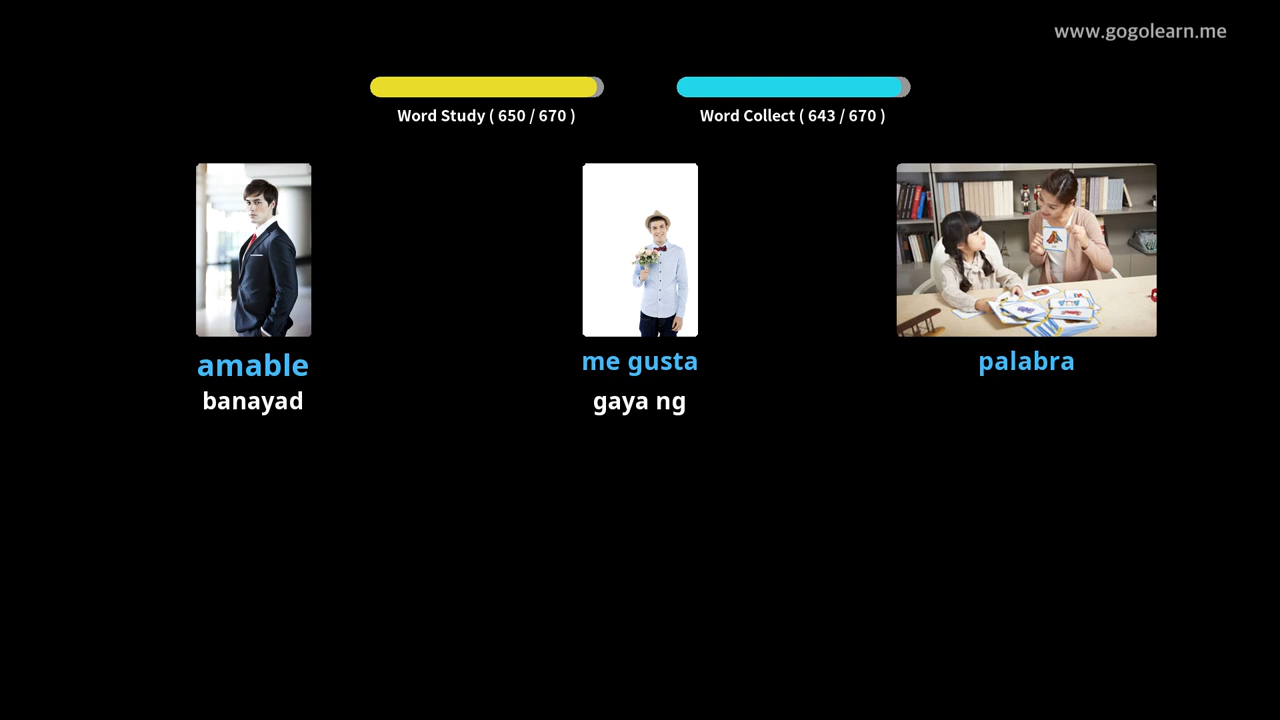 www.gogolearn.me
Word Study ( 650 / 670 )
Word Collect ( 643 / 670 )
amable
me gusta
palabra
banayad
gaya ng